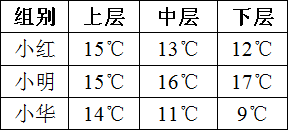 组别 上层 中层 下层
小红 15℃ 13℃ 12℃
小明 15℃ 16℃ 17℃
小华 14℃ 11℃ 9℃